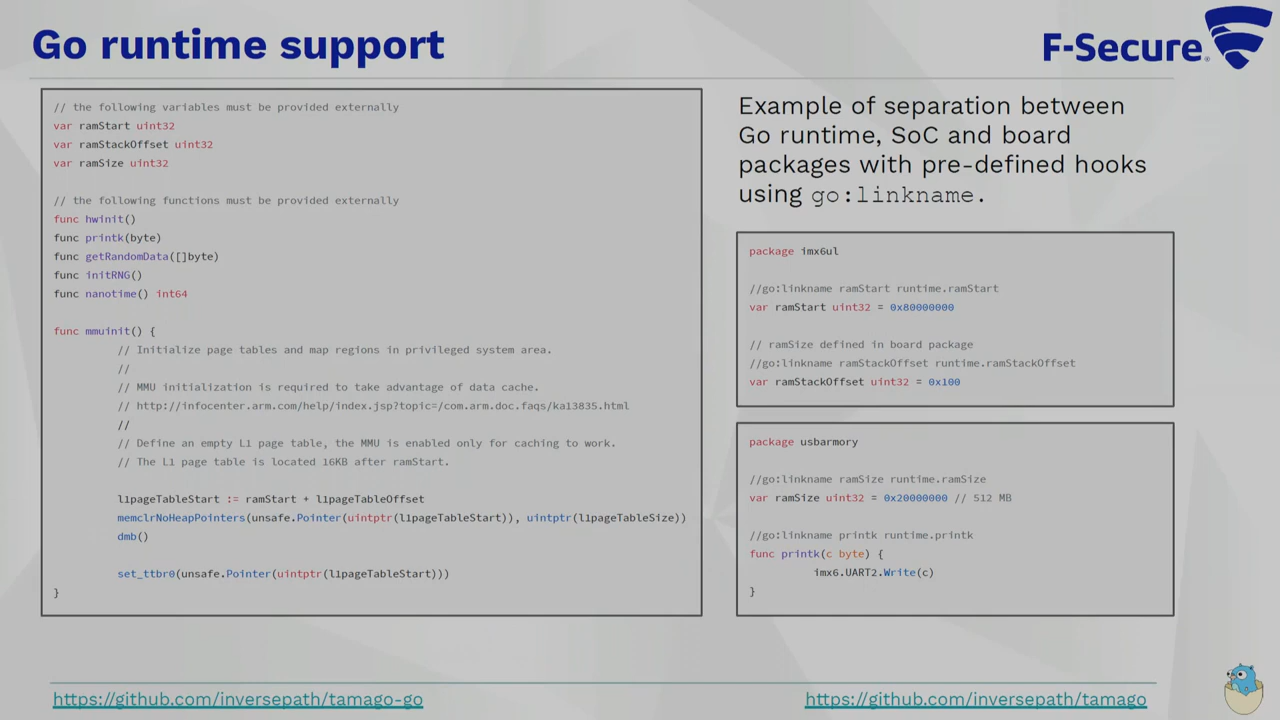 Go runtime support
F-Secure.
// the following variables must be provided externally
var ramStart uint32
var ramStackOffset uint32
var ramSize uint32
// the following functions must be provided externally
func hwinit()
func printk(byte)
func getRandomData([]byte)
func initRNG()
func nanotime() int64
func mmuinit() {
// Initialize page tables and map regions in privileged system area.
//
// MMU initialization is required to take advantage of data cache.
// http://infocenter.arm.com/help/index.jsp?topic=/com.arm.doc.faqs/ka13835.html
//
// Define an empty L1 page table, the MMU is enabled only for caching to work.
// The L1 page table is located 16KB after ramStart.
l1pageTableStart := ramStart + l1pageTableOffset
memclrNoHeapPointers(unsafe.Pointer(uintptr(l1pageTableStart)), uintptr(l1pageTableSize))
dmb()
set_ttbr0(unsafe.Pointer(uintptr(l1pageTableStart)))
}
Example of separation between
Go runtime, SoC and board
packages with pre-defined hooks
using go:linkname.
package imx6ul
//go:linkname ramStart runtime.ramStart
var ramStart uint32 = 0x80000000
// ramSize defined in board package
//go:linkname ramStackOffset runtime.ramStackOffset
var ramStackOffset uint32 = 0x100
package usbarmory
//go:linkname ramSize runtime.ramSize
var ramSize uint32 = 0x20000000 // 512 MB
//go:linkname printk runtime.printk
func printk(c byte) {
imx6.UART2.Write(c)
}
https://github.com/inversepath/tamago-go
https://github.com/inversepath/tamago